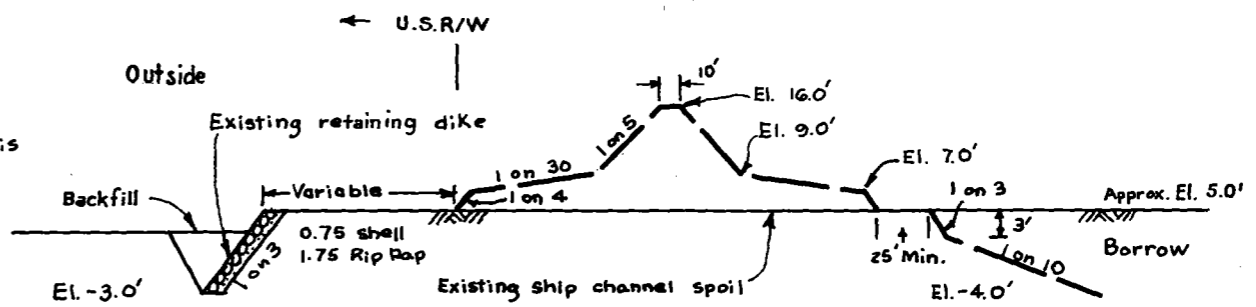 ← U.S.R/W
Outside
10'
El. 16.0'
Existing retaining dike
1 on 5
El. 9.0'
is
1 on 30
El. 7.0'
Backfill
Variable
1 on 4
1 on 3
Approx. El. 5.0'
0.75 shell
3'
1.75 Rip Rap
1 on 3
25' Min.
Borrow
1 on 10
El. -3.0'
Existing ship channel spoil
El. -4.0'